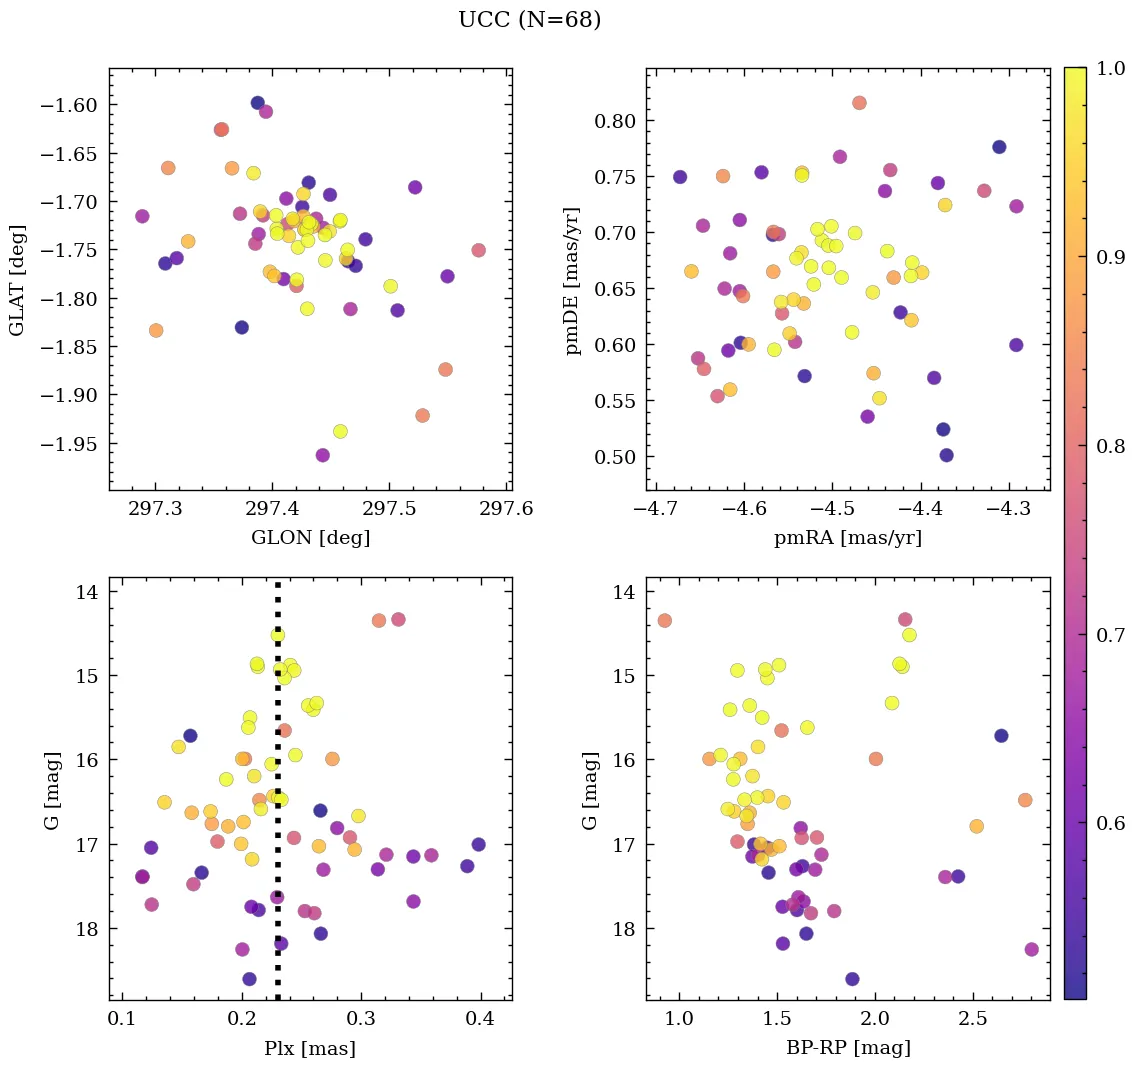 UCC (N=68)
−1.60
−1.65
−1.70
−1.75
−1.80
−1.85
−1.90
−1.95
GLAT [deg]
297.3 297.4 297.5 297.6
GLON [deg]
0.80
0.75
0.70
0.65
0.60
0.55
0.50
pmDE [mas/yr]
−4.7 −4.6 −4.5 −4.4 −4.3
pmRA [mas/yr]
1.0
0.9
0.8
0.7
0.6
14
15
16
17
18
G [mag]
0.1 0.2 0.3 0.4
Plx [mas]
14
15
16
17
18
G [mag]
1.0 1.5 2.0 2.5
BP-RP [mag]